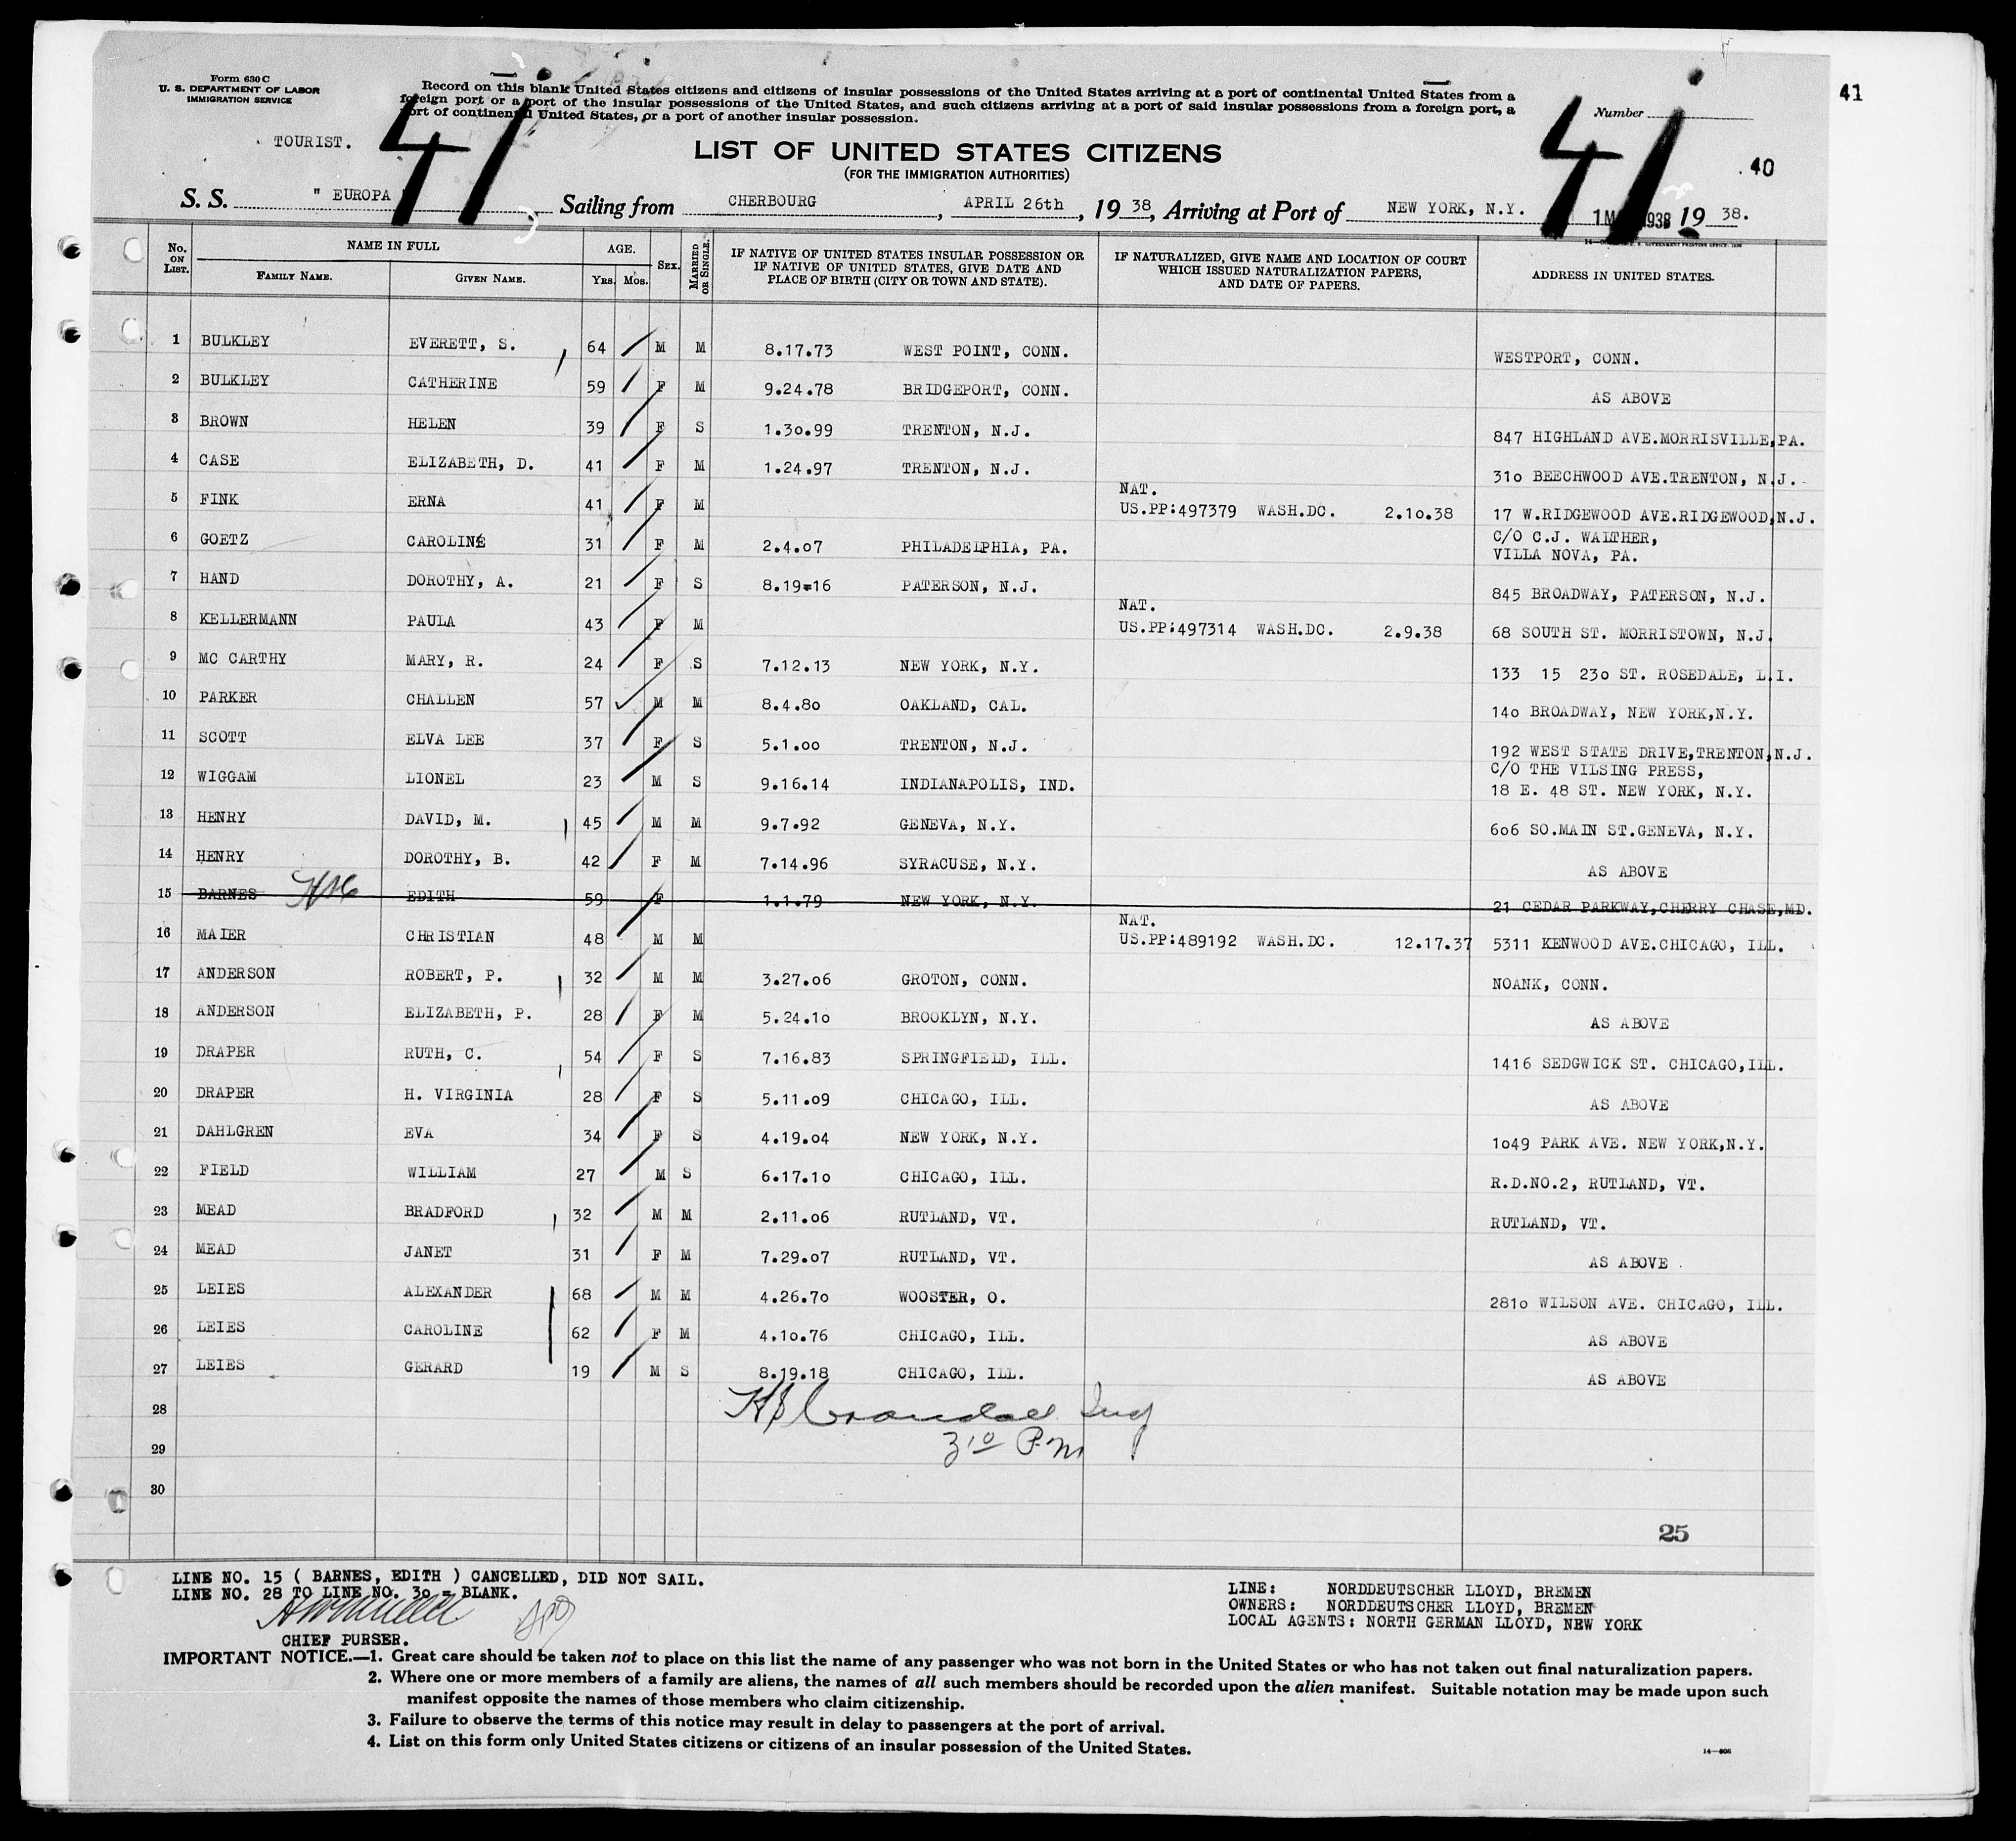 41
Form 630 C
U. S. DEPARTMENT OF LABOR
IMMIGRATION SERVICE
TOURIST.
41
Record on this blank United States citizens and citizens of insular possessions of the United States arriving at a port of continental United States from a
foreign port or a port of the insular possessions of the United States, and such citizens arriving at a port of said insular possessions from a foreign port, a
port of continental United States, or a port of another insular possession.
Number
41
40
LIST OF UNITED STATES CITIZENS
(FOR THE IMMIGRATION AUTHORITIES)
S. S. " EUROPA " Sailing from CHERBOURG, APRIL 26th, 19 38, Arriving at Port of NEW YORK, N.Y. 1938 19 38.
No. ON LIST. NAME IN FULL FAMILY NAME. GIVEN NAME. AGE. Yrs. Mos. SEX. MARRIED OR SINGLE. IF NATIVE OF UNITED STATES INSULAR POSSESSION OR IF NATIVE OF UNITED STATES, GIVE DATE AND PLACE OF BIRTH (CITY OR TOWN AND STATE). IF NATURALIZED, GIVE NAME AND LOCATION OF COURT WHICH ISSUED NATURALIZATION PAPERS, AND DATE OF PAPERS. ADDRESS IN UNITED STATES.
1 BULKLEY EVERETT, S. 64 M M 8.17.73 WEST POINT, CONN. WESTPORT, CONN.
2 BULKLEY CATHERINE 59 F M 9.24.78 BRIDGEPORT, CONN. AS ABOVE
3 BROWN HELEN 39 F S 1.30.99 TRENTON, N.J. 847 HIGHLAND AVE.MORRISVILLE,PA.
4 CASE ELIZABETH, D. 41 F M 1.24.97 TRENTON, N.J. 310 BEECHWOOD AVE.TRENTON, N.J.
NAT.
5 FINK ERNA 41 F M US.PP:497379 WASH.DC. 2.10.38 17 W.RIDGEWOOD AVE.RIDGEWOOD,N.J.
C/O C.J. WALTHER,
6 GOETZ CAROLINE 31 F M 2.4.07 PHILADELPHIA, PA. VILLA NOVA, PA.
7 HAND DOROTHY, A. 21 F S 8.19=16 PATERSON, N.J. 845 BROADWAY, PATERSON, N.J.
NAT.
8 KELLERMANN PAULA 43 F M US.PP:497314 WASH.DC. 2.9.38 68 SOUTH ST. MORRISTOWN, N.J.
9 MC CARTHY MARY, R. 24 F S 7.12.13 NEW YORK, N.Y. 133 15 230 ST. ROSEDALE, L.I.
10 PARKER CHALLEN 57 M M 8.4.80 OAKLAND, CAL. 140 BROADWAY, NEW YORK,N.Y.
11 SCOTT ELVA LEE 37 F S 5.1.00 TRENTON, N.J. 192 WEST STATE DRIVE,TRENTON,N.J.
C/O THE VILSING PRESS,
12 WIGGAM LIONEL 23 M S 9.16.14 INDIANAPOLIS, IND. 18 E. 48 ST. NEW YORK, N.Y.
13 HENRY DAVID, M. 45 M M 9.7.92 GENEVA, N.Y. 606 SO.MAIN ST.GENEVA, N.Y.
14 HENRY DOROTHY, B. 42 F M 7.14.96 SYRACUSE, N.Y. AS ABOVE
15 BARNES EDITH 59 F 1.1.79 NEW YORK, N.Y. 21 CEDAR PARKWAY,CHERRY CHASE,MD.
NAT.
16 MAIER CHRISTIAN 48 M M US.PP:489192 WASH.DC. 12.17.37 5311 KENWOOD AVE.CHICAGO, ILL.
17 ANDERSON ROBERT, P. 32 M M 3.27.06 GROTON, CONN. NOANK, CONN.
18 ANDERSON ELIZABETH, P. 28 F M 5.24.10 BROOKLYN, N.Y. AS ABOVE
19 DRAPER RUTH, C. 54 F S 7.16.83 SPRINGFIELD, ILL. 1416 SEDGWICK ST. CHICAGO,ILL.
20 DRAPER H. VIRGINIA 28 F S 5.11.09 CHICAGO, ILL. AS ABOVE
21 DAHLGREN EVA 34 F S 4.19.04 NEW YORK, N.Y. 1049 PARK AVE. NEW YORK,N.Y.
22 FIELD WILLIAM 27 M S 6.17.10 CHICAGO, ILL. R.D.NO.2, RUTLAND, VT.
23 MEAD BRADFORD 32 M M 2.11.06 RUTLAND, VT. RUTLAND, VT.
24 MEAD JANET 31 F M 7.29.07 RUTLAND, VT. AS ABOVE
25 LEIES ALEXANDER 68 M M 4.26.70 WOOSTER, O. 2810 WILSON AVE. CHICAGO, ILL.
26 LEIES CAROLINE 62 F M 4.10.76 CHICAGO, ILL. AS ABOVE
27 LEIES GERARD 19 M S 8.19.18 CHICAGO, ILL. AS ABOVE
28 Crandall
29 3 10 P.M
30
25
LINE NO. 15 ( BARNES, EDITH ) CANCELLED, DID NOT SAIL.
LINE NO. 28 TO LINE NO. 30 = BLANK.
CHIEF PURSER.
LINE: NORDDEUTSCHER LLOYD, BREMEN
OWNERS: NORDDEUTSCHER LLOYD, BREMEN
LOCAL AGENTS: NORTH GERMAN LLOYD, NEW YORK
IMPORTANT NOTICE.—1. Great care should be taken not to place on this list the name of any passenger who was not born in the United States or who has not taken out final naturalization papers.
2. Where one or more members of a family are aliens, the names of all such members should be recorded upon the alien manifest. Suitable notation may be made upon such
manifest opposite the names of those members who claim citizenship.
3. Failure to observe the terms of this notice may result in delay to passengers at the port of arrival.
4. List on this form only United States citizens or citizens of an insular possession of the United States.
14—606